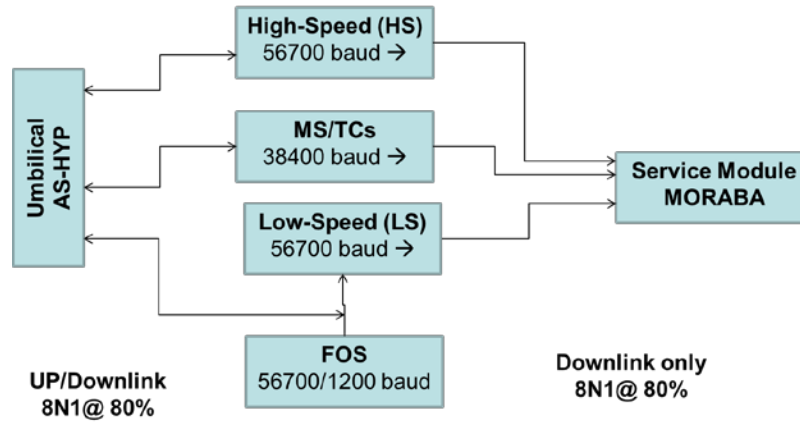 High-Speed (HS)
56700 baud →
Umbilical
AS-HYP
MS/TCs
38400 baud →
Service Module
MORABA
Low-Speed (LS)
56700 baud →
FOS
56700/1200 baud
UP/Downlink
8N1@ 80%
Downlink only
8N1@ 80%